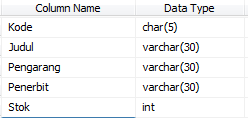 Column Name Data Type
Kode char(5)
Judul varchar(30)
Pengarang varchar(30)
Penerbit varchar(30)
Stok int